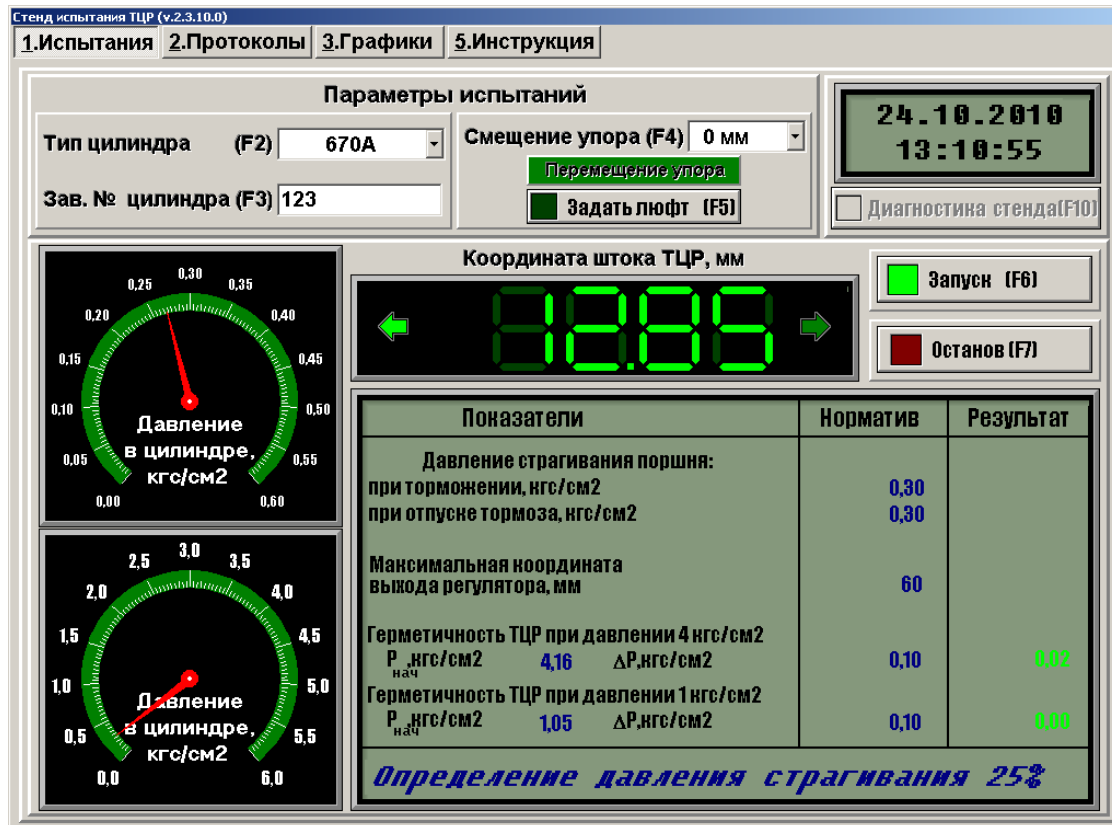 Стенд испытания ТЦР (v.2.3.10.0)
1.Испытания 2.Протоколы 3.Графики 5.Инструкция
Параметры испытаний
Тип цилиндра (F2) 670А
Зав. № цилиндра (F3) 123
Смещение упора (F4) 0 мм
Перемещение упора
Задать люфт (F5)
24.10.2010
13:10:55
Диагностика стенда(F10)
Координата штока ТЦР, мм
12.85
Запуск (F6)
Останов (F7)
0,00 0,05 0,10 0,15 0,20 0,25 0,30 0,35 0,40 0,45 0,50 0,55 0,60
Давление
в цилиндре,
кгс/см2
0,0 0,5 1,0 1,5 2,0 2,5 3,0 3,5 4,0 4,5 5,0 5,5 6,0
Давление
в цилиндре,
кгс/см2
Показатели Норматив Результат
Давление страгивания поршня:
при торможении, кгс/см2 0,30
при отпуске тормоза, кгс/см2 0,30
Максимальная координата
выхода регулятора, мм 60
Герметичность ТЦР при давлении 4 кгс/см2
Рнач,кгс/см2 4,16 ΔР,кгс/см2 0,10 0,02
Герметичность ТЦР при давлении 1 кгс/см2
Рнач,кгс/см2 1,05 ΔР,кгс/см2 0,10 0,00
Определение давления страгивания 25%